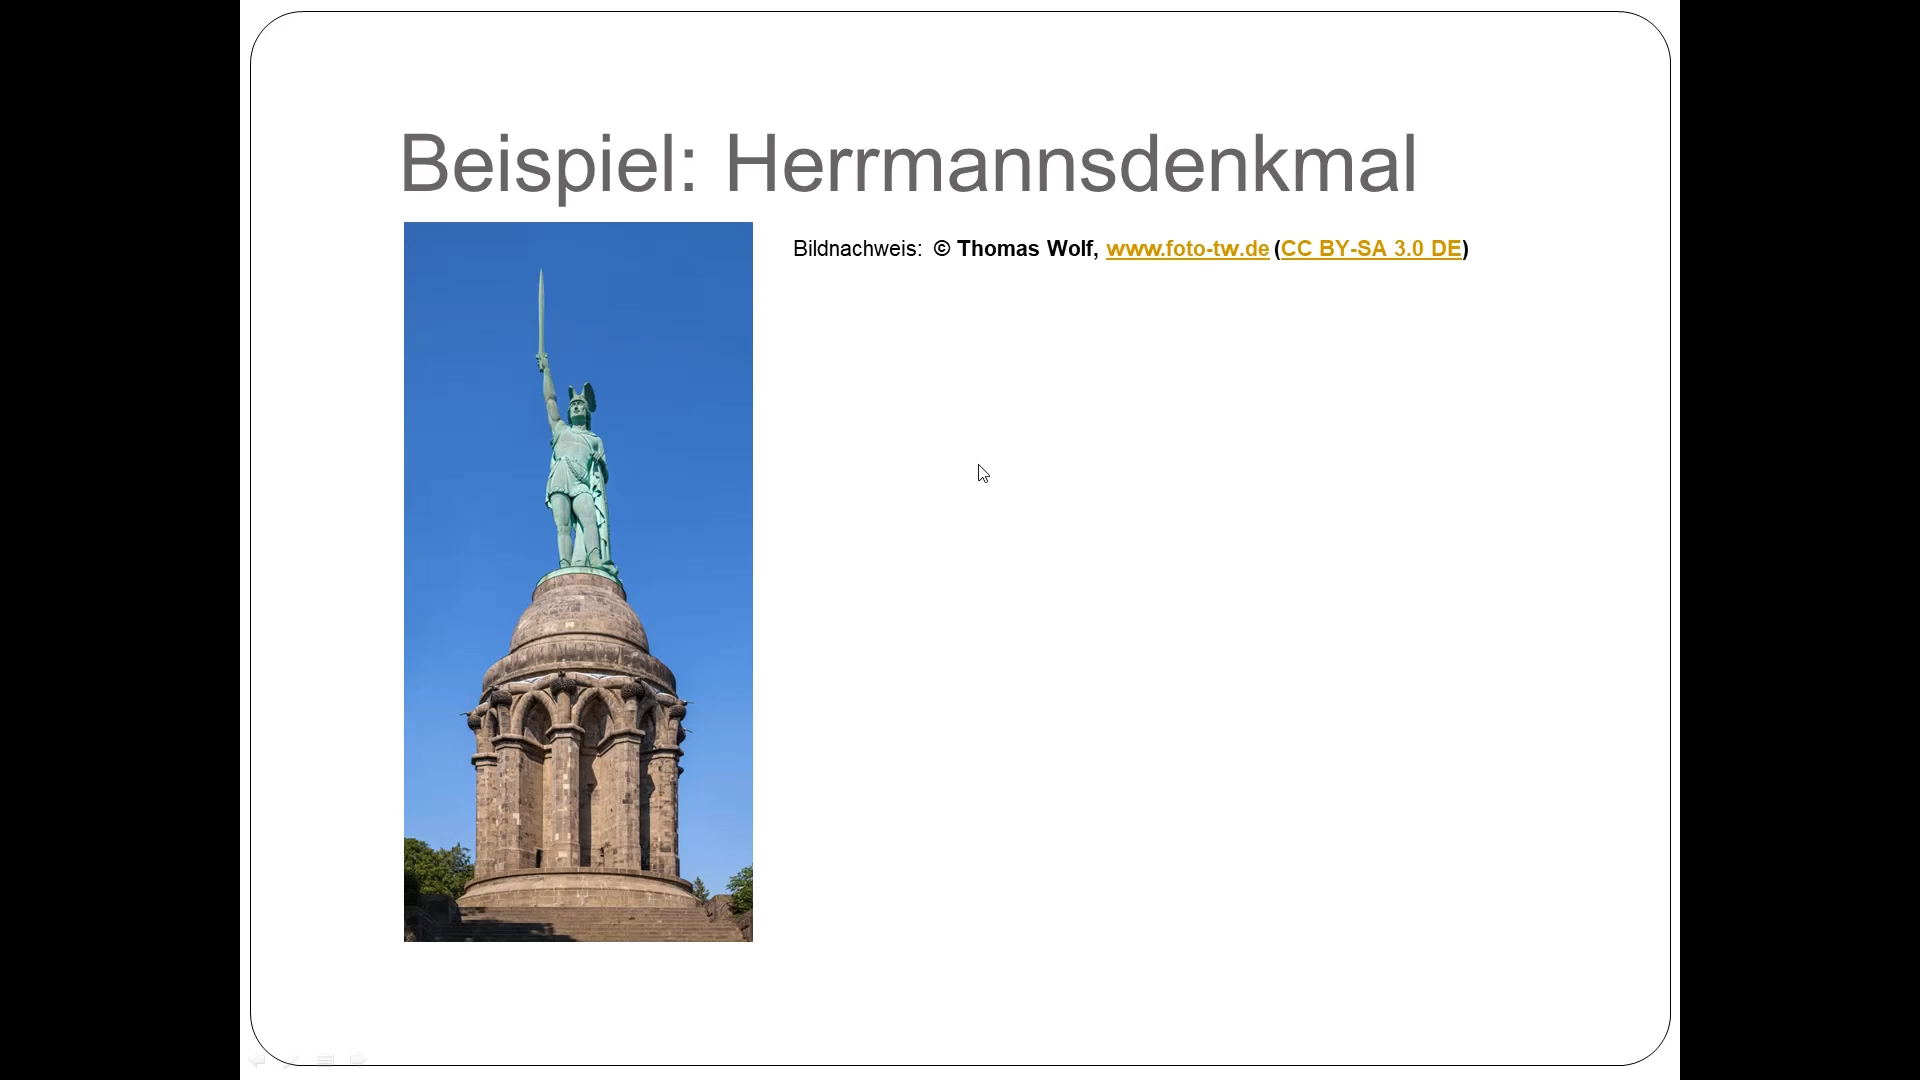 Beispiel: Herrmannsdenkmal
Bildnachweis: © Thomas Wolf, www.foto-tw.de (CC BY-SA 3.0 DE)